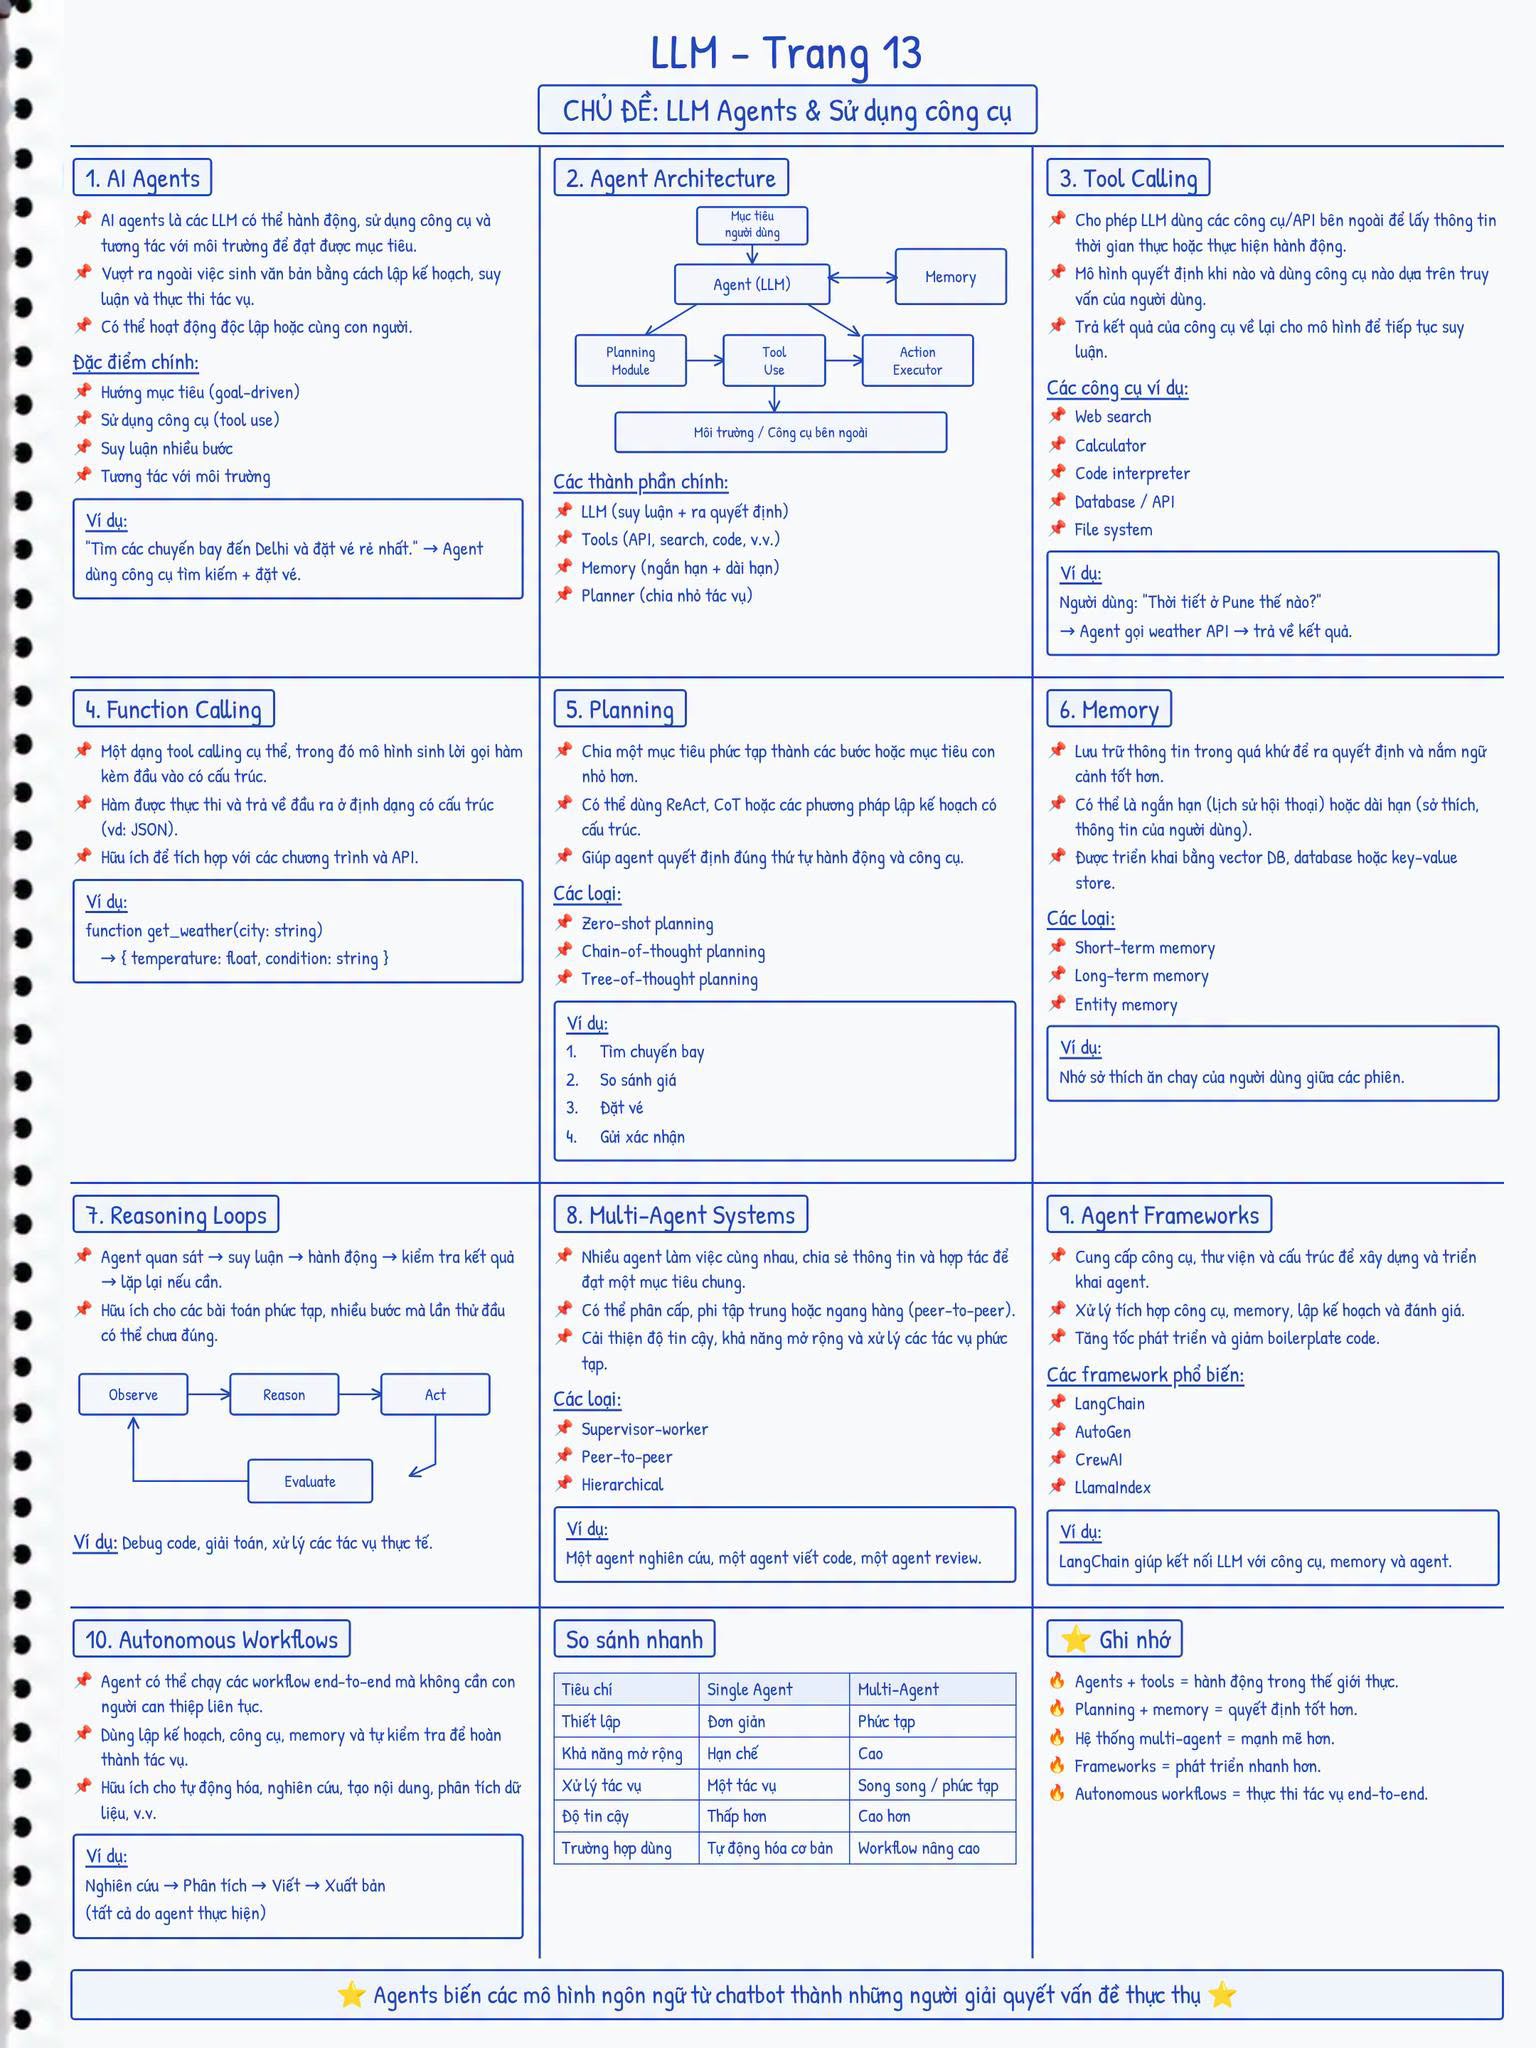 LLM – Trang 13
CHỦ ĐỀ: LLM Agents & Sử dụng công cụ
1. AI Agents
AI agents là các LLM có thể hành động, sử dụng công cụ và
tương tác với môi trường để đạt được mục tiêu.
Vượt ra ngoài việc sinh văn bản bằng cách lập kế hoạch, suy
luận và thực thi tác vụ.
Có thể hoạt động độc lập hoặc cùng con người.
Đặc điểm chính:
Hướng mục tiêu (goal-driven)
Sử dụng công cụ (tool use)
Suy luận nhiều bước
Tương tác với môi trường
Ví dụ:
"Tìm các chuyến bay đến Delhi và đặt vé rẻ nhất." → Agent
dùng công cụ tìm kiếm + đặt vé.
2. Agent Architecture
Mục tiêu
người dùng
Agent (LLM)
Memory
Planning
Module
Tool
Use
Action
Executor
Môi trường / Công cụ bên ngoài
Các thành phần chính:
LLM (suy luận + ra quyết định)
Tools (API, search, code, v.v.)
Memory (ngắn hạn + dài hạn)
Planner (chia nhỏ tác vụ)
3. Tool Calling
Cho phép LLM dùng các công cụ/API bên ngoài để lấy thông tin
thời gian thực hoặc thực hiện hành động.
Mô hình quyết định khi nào và dùng công cụ nào dựa trên truy
vấn của người dùng.
Trả kết quả của công cụ về lại cho mô hình để tiếp tục suy
luận.
Các công cụ ví dụ:
Web search
Calculator
Code interpreter
Database / API
File system
Ví dụ:
Người dùng: "Thời tiết ở Pune thế nào?"
→ Agent gọi weather API → trả về kết quả.
4. Function Calling
Một dạng tool calling cụ thể, trong đó mô hình sinh lời gọi hàm
kèm đầu vào có cấu trúc.
Hàm được thực thi và trả về đầu ra ở định dạng có cấu trúc
(vd: JSON).
Hữu ích để tích hợp với các chương trình và API.
Ví dụ:
function get_weather(city: string)
→ { temperature: float, condition: string }
5. Planning
Chia một mục tiêu phức tạp thành các bước hoặc mục tiêu con
nhỏ hơn.
Có thể dùng ReAct, CoT hoặc các phương pháp lập kế hoạch có
cấu trúc.
Giúp agent quyết định đúng thứ tự hành động và công cụ.
Các loại:
Zero-shot planning
Chain-of-thought planning
Tree-of-thought planning
Ví dụ:
1. Tìm chuyến bay
2. So sánh giá
3. Đặt vé
4. Gửi xác nhận
6. Memory
Lưu trữ thông tin trong quá khứ để ra quyết định và nắm ngữ
cảnh tốt hơn.
Có thể là ngắn hạn (lịch sử hội thoại) hoặc dài hạn (sở thích,
thông tin của người dùng).
Được triển khai bằng vector DB, database hoặc key-value
store.
Các loại:
Short-term memory
Long-term memory
Entity memory
Ví dụ:
Nhớ sở thích ăn chay của người dùng giữa các phiên.
7. Reasoning Loops
Agent quan sát → suy luận → hành động → kiểm tra kết quả
→ lặp lại nếu cần.
Hữu ích cho các bài toán phức tạp, nhiều bước mà lần thử đầu
có thể chưa đúng.
Observe
Reason
Act
Evaluate
Ví dụ: Debug code, giải toán, xử lý các tác vụ thực tế.
8. Multi-Agent Systems
Nhiều agent làm việc cùng nhau, chia sẻ thông tin và hợp tác để
đạt một mục tiêu chung.
Có thể phân cấp, phi tập trung hoặc ngang hàng (peer-to-peer).
Cải thiện độ tin cậy, khả năng mở rộng và xử lý các tác vụ phức
tạp.
Các loại:
Supervisor-worker
Peer-to-peer
Hierarchical
Ví dụ:
Một agent nghiên cứu, một agent viết code, một agent review.
9. Agent Frameworks
Cung cấp công cụ, thư viện và cấu trúc để xây dựng và triển
khai agent.
Xử lý tích hợp công cụ, memory, lập kế hoạch và đánh giá.
Tăng tốc phát triển và giảm boilerplate code.
Các framework phổ biến:
LangChain
AutoGen
CrewAI
LlamaIndex
Ví dụ:
LangChain giúp kết nối LLM với công cụ, memory và agent.
10. Autonomous Workflows
Agent có thể chạy các workflow end-to-end mà không cần con
người can thiệp liên tục.
Dùng lập kế hoạch, công cụ, memory và tự kiểm tra để hoàn
thành tác vụ.
Hữu ích cho tự động hóa, nghiên cứu, tạo nội dung, phân tích dữ
liệu, v.v.
Ví dụ:
Nghiên cứu → Phân tích → Viết → Xuất bản
(tất cả do agent thực hiện)
So sánh nhanh
Tiêu chí Single Agent Multi-Agent
Thiết lập Đơn giản Phức tạp
Khả năng mở rộng Hạn chế Cao
Xử lý tác vụ Một tác vụ Song song / phức tạp
Độ tin cậy Thấp hơn Cao hơn
Trường hợp dùng Tự động hóa cơ bản Workflow nâng cao
⭐ Ghi nhớ
Agents + tools = hành động trong thế giới thực.
Planning + memory = quyết định tốt hơn.
Hệ thống multi-agent = mạnh mẽ hơn.
Frameworks = phát triển nhanh hơn.
Autonomous workflows = thực thi tác vụ end-to-end.
⭐ Agents biến các mô hình ngôn ngữ từ chatbot thành những người giải quyết vấn đề thực thụ ⭐